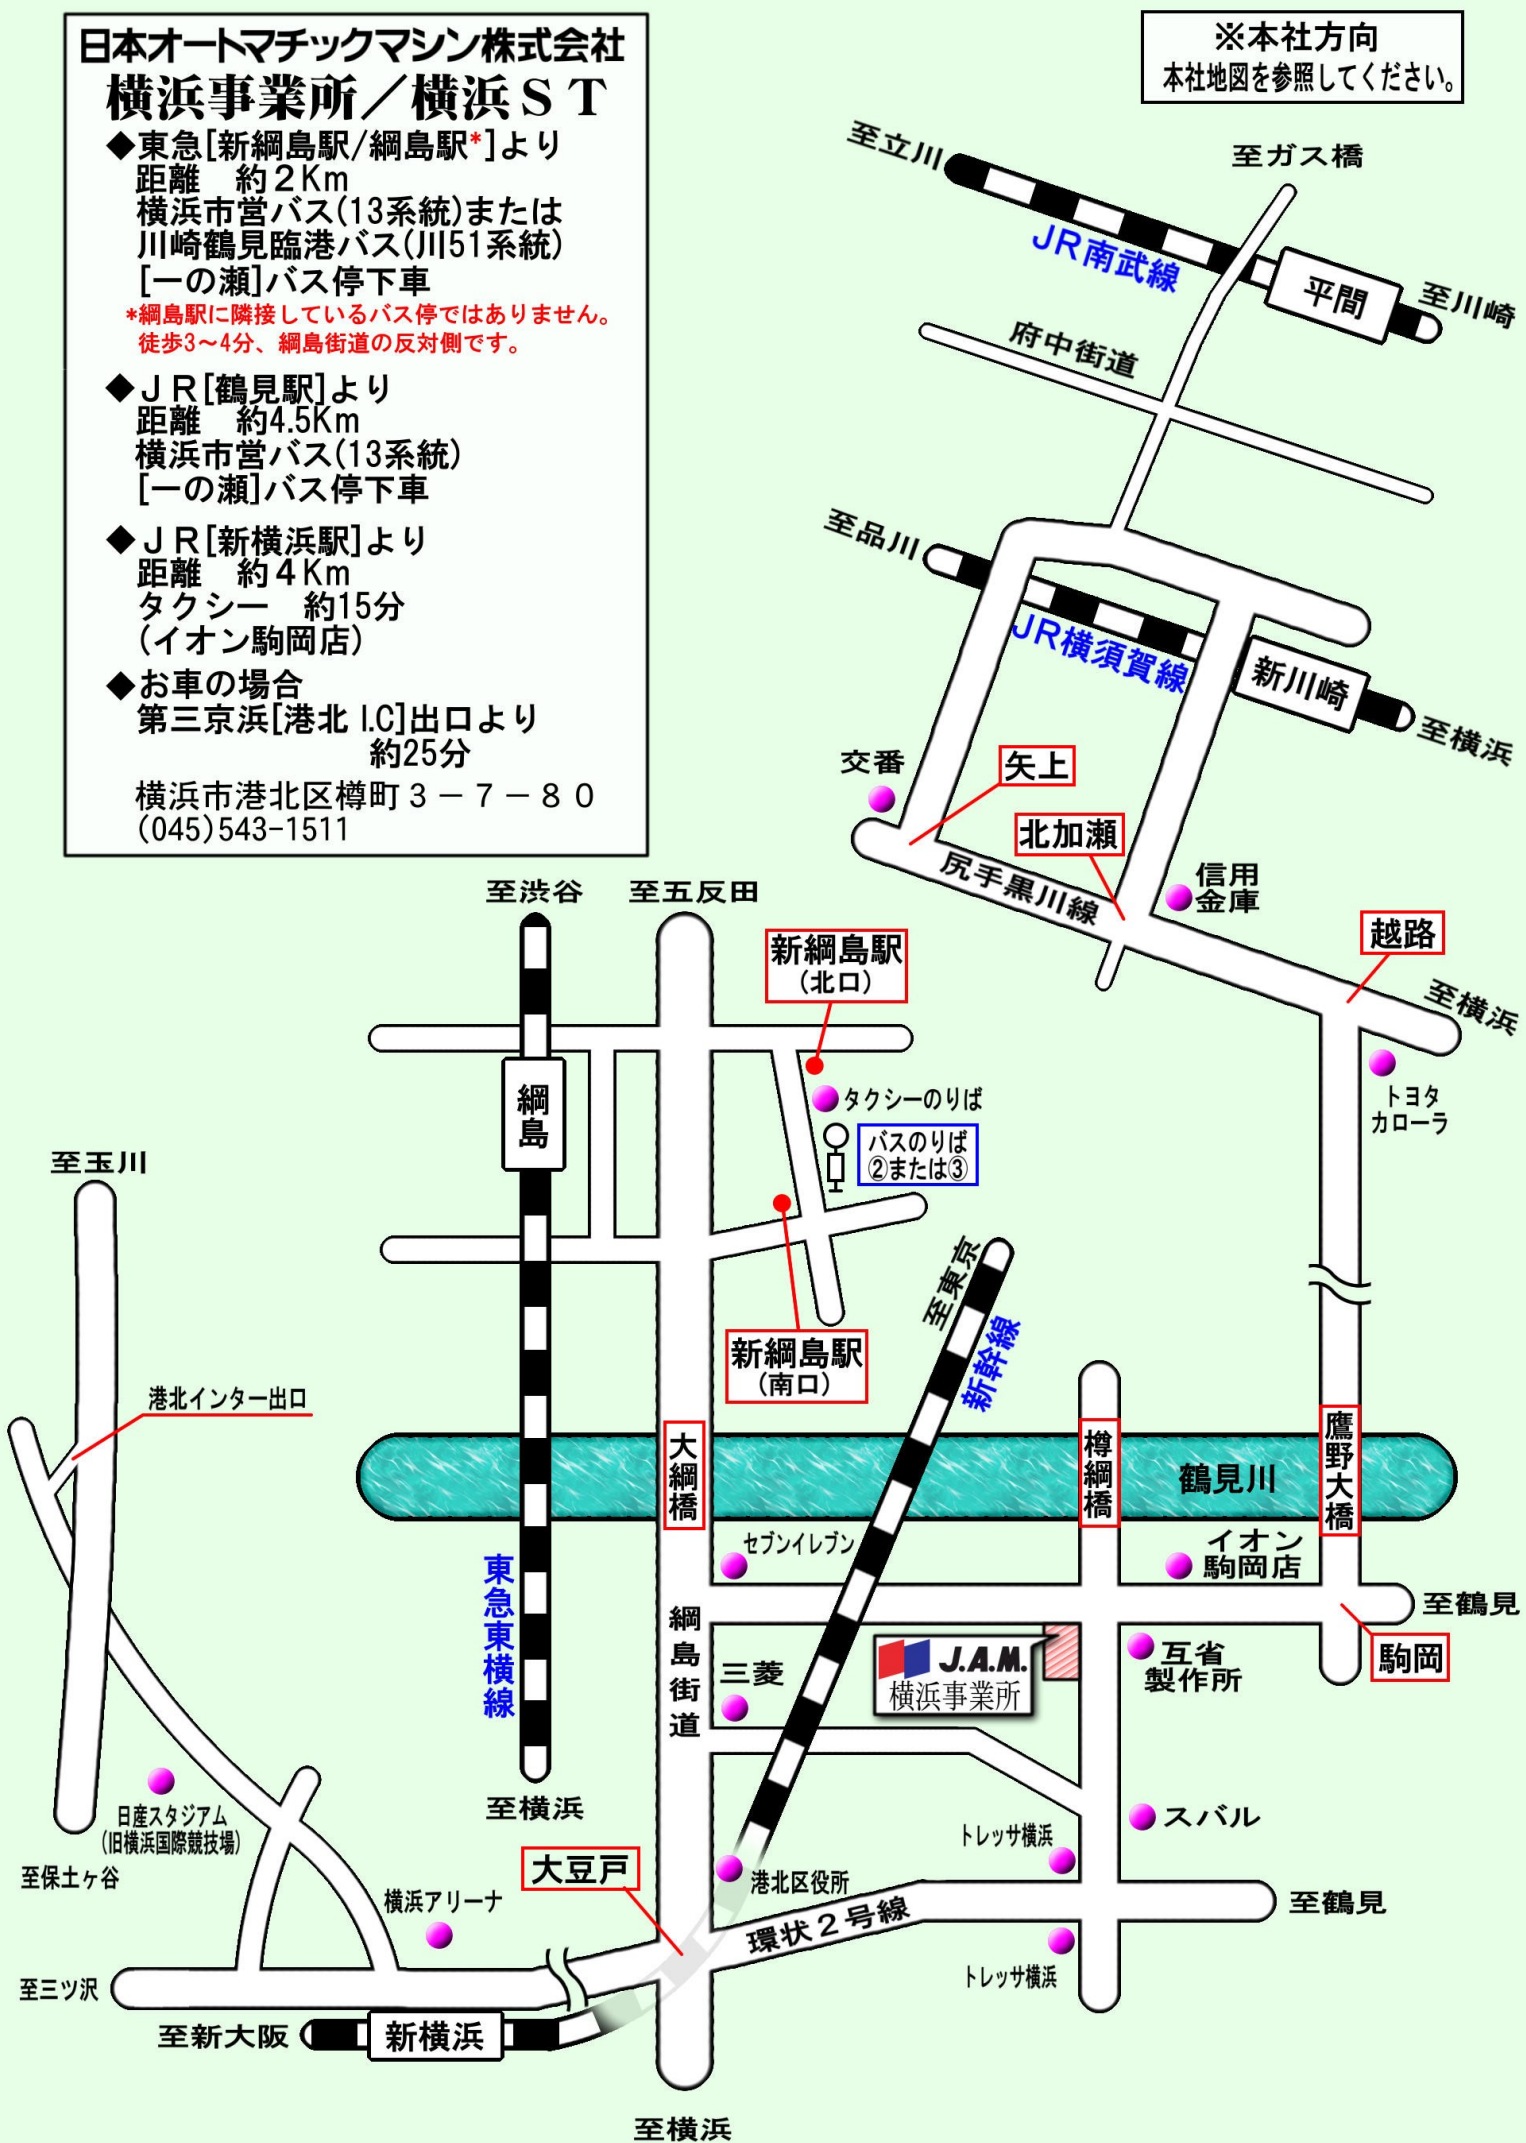 日本オートマチックマシン株式会社
横浜事業所／横浜ＳＴ
◆東急[新綱島駅/綱島駅*]より
距離　約２Km
横浜市営バス(13系統)または
川崎鶴見臨港バス(川51系統)
[一の瀬]バス停下車
*綱島駅に隣接しているバス停ではありません。
徒歩3～4分、綱島街道の反対側です。
◆ＪＲ[鶴見駅]より
距離　約4.5Km
横浜市営バス(13系統)
[一の瀬]バス停下車
◆ＪＲ[新横浜駅]より
距離　約４Km
タクシー　約15分
(イオン駒岡店)
◆お車の場合
第三京浜[港北 I.C]出口より
約25分
横浜市港北区樽町３－７－８０
(045)543-1511
※本社方向
本社地図を参照してください。
至立川
至ガス橋
JR南武線
平間
至川崎
府中街道
至品川
JR横須賀線
新川崎
至横浜
交番
矢上
北加瀬
尻手黒川線
信用
金庫
越路
至横浜
トヨタ
カローラ
至渋谷
至五反田
新綱島駅
(北口)
綱島
タクシーのりば
バスのりば
②または③
至玉川
新綱島駅
(南口)
至東京
新幹線
港北インター出口
大綱橋
樽綱橋
鶴見川
鷹野大橋
セブンイレブン
イオン
駒岡店
東急東横線
綱島街道
至鶴見
駒岡
J.A.M.
横浜事業所
互省
製作所
三菱
至横浜
日産スタジアム
(旧横浜国際競技場)
至保土ヶ谷
スバル
トレッサ横浜
大豆戸
港北区役所
横浜アリーナ
環状２号線
至鶴見
トレッサ横浜
至三ツ沢
至新大阪
新横浜
至横浜